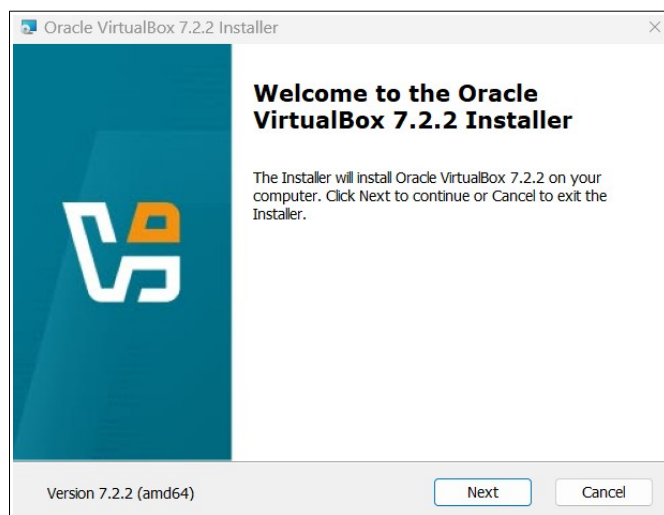 Oracle VirtualBox 7.2.2 Installer
Welcome to the Oracle
VirtualBox 7.2.2 Installer
The Installer will install Oracle VirtualBox 7.2.2 on your
computer. Click Next to continue or Cancel to exit the
Installer.
Version 7.2.2 (amd64)
Next
Cancel